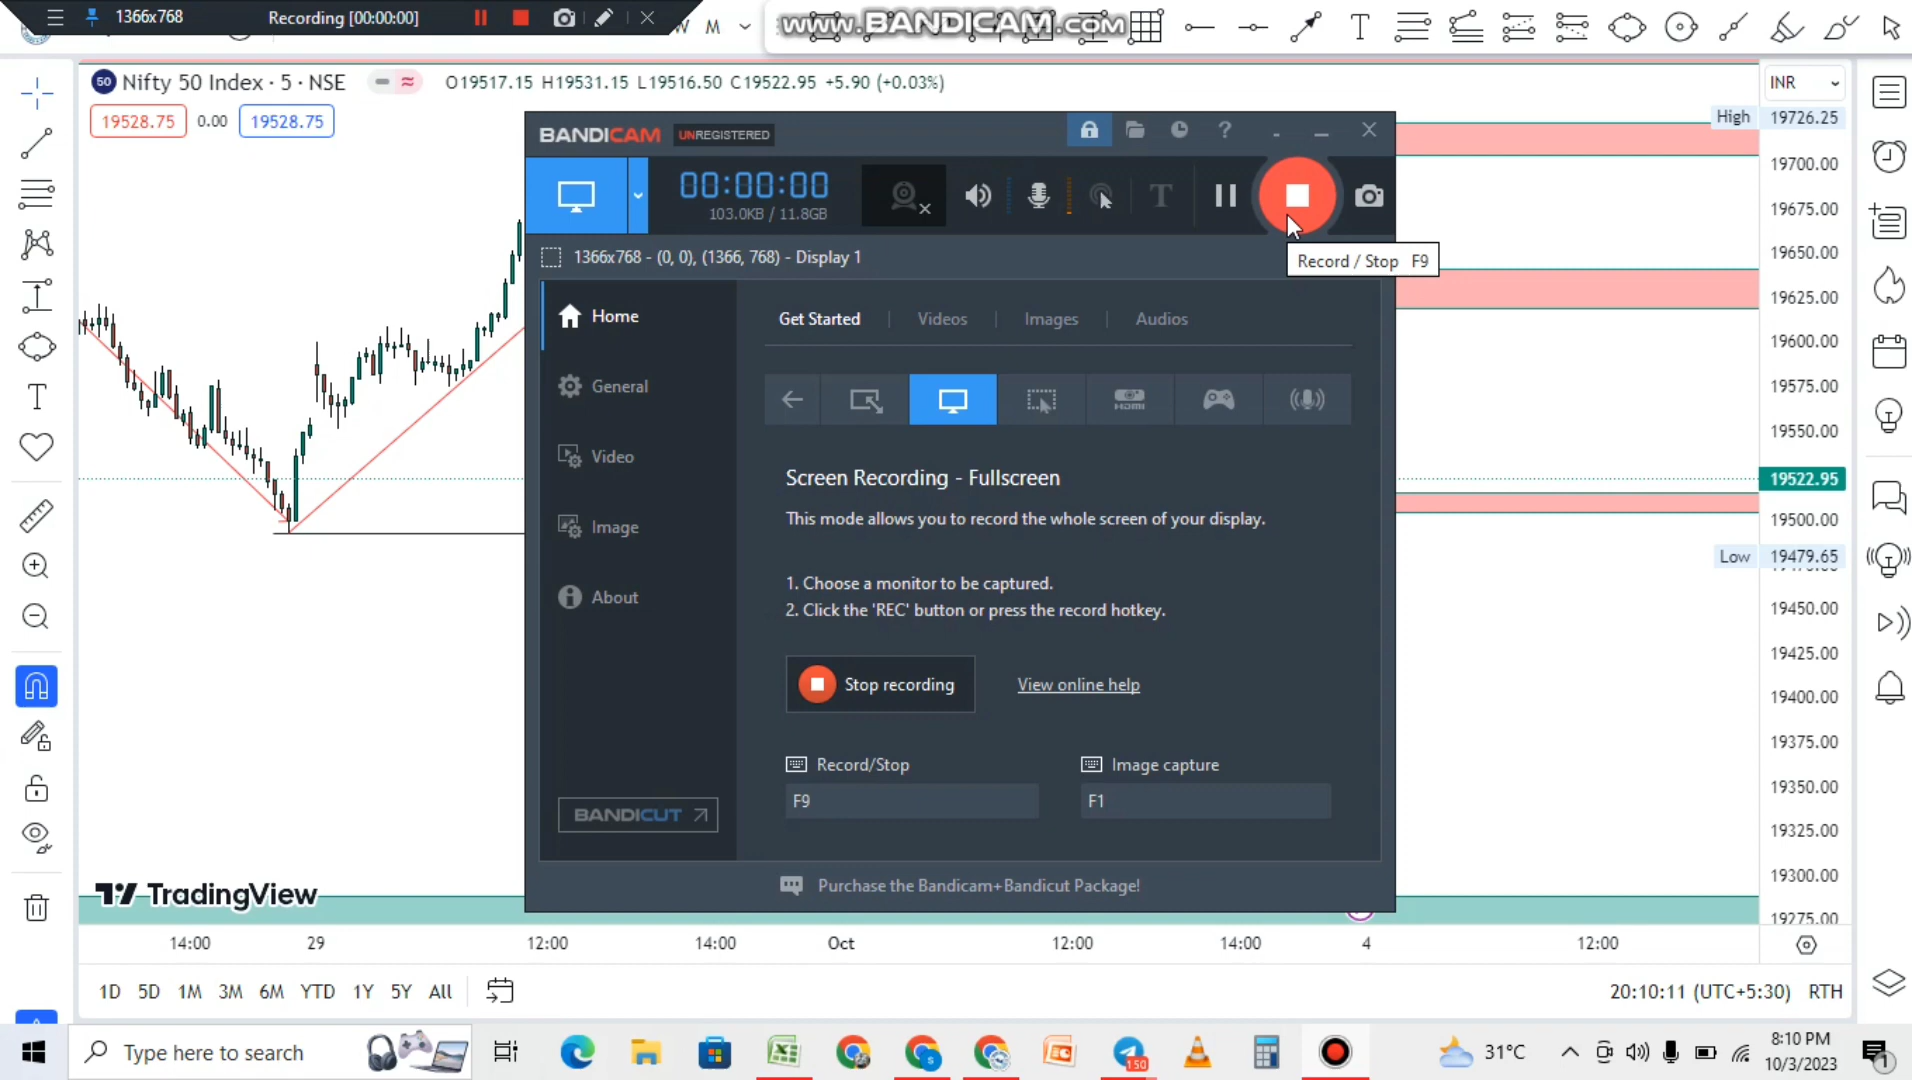 1366x768
Recording [00:00:00]
M
www.BANDICAM.com
T
50 Nifty 50 Index · 5 · NSE
O19517.15 H19531.15 L19516.50 C19522.95 +5.90 (+0.03%)
INR
19528.75 0.00 19528.75
High 19726.25
19700.00
19675.00
19650.00
19625.00
19600.00
19575.00
19550.00
19522.95
19500.00
Low 19479.65
19450.00
19425.00
19400.00
19375.00
19350.00
19325.00
19300.00
19275.00
BANDICAM UNREGISTERED
?
00:00:00
103.0KB / 11.8GB
T
1366x768 - (0, 0), (1366, 768) - Display 1
Record / Stop F9
Home
General
Video
Image
About
BANDICUT
Get Started
Videos
Images
Audios
HDMI
Screen Recording - Fullscreen
This mode allows you to record the whole screen of your display.
1. Choose a monitor to be captured.
2. Click the 'REC' button or press the record hotkey.
Stop recording
View online help
Record/Stop
Image capture
F9
F1
Purchase the Bandicam+Bandicut Package!
TradingView
14:00 29 12:00 14:00 Oct 12:00 14:00 4 12:00
1D 5D 1M 3M 6M YTD 1Y 5Y All
20:10:11 (UTC+5:30) RTH
Type here to search
150
31°C
8:10 PM
10/3/2023
1